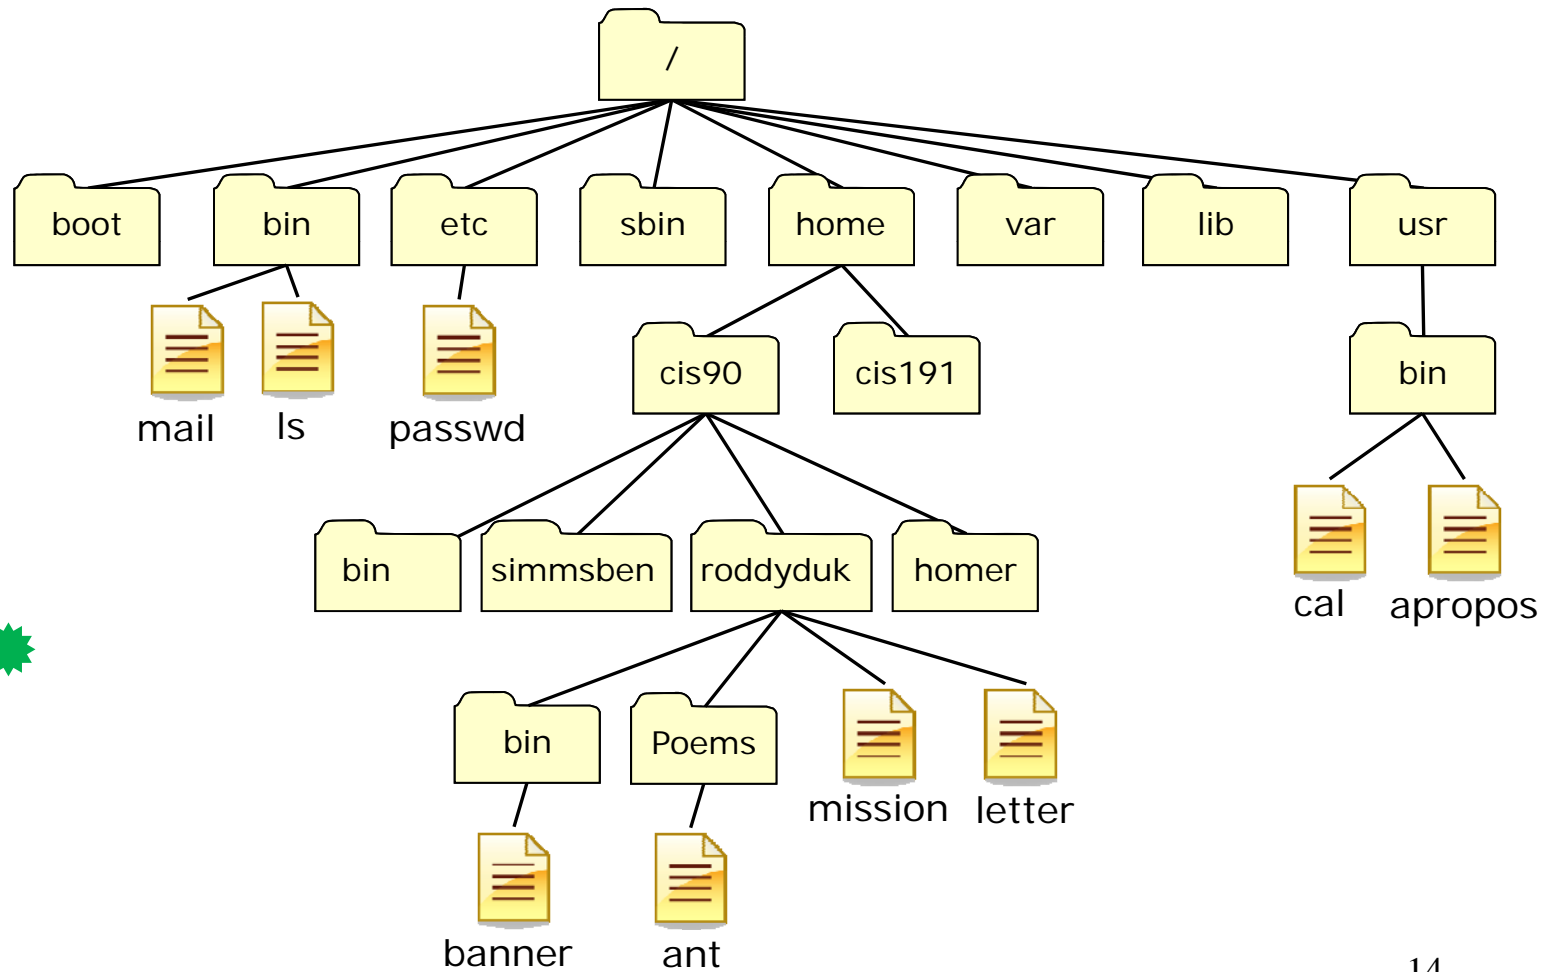 /
boot bin etc sbin home var lib usr
mail ls passwd
cis90 cis191 bin
bin simmsben roddyduk homer
cal apropos
bin Poems
mission letter
banner ant
14